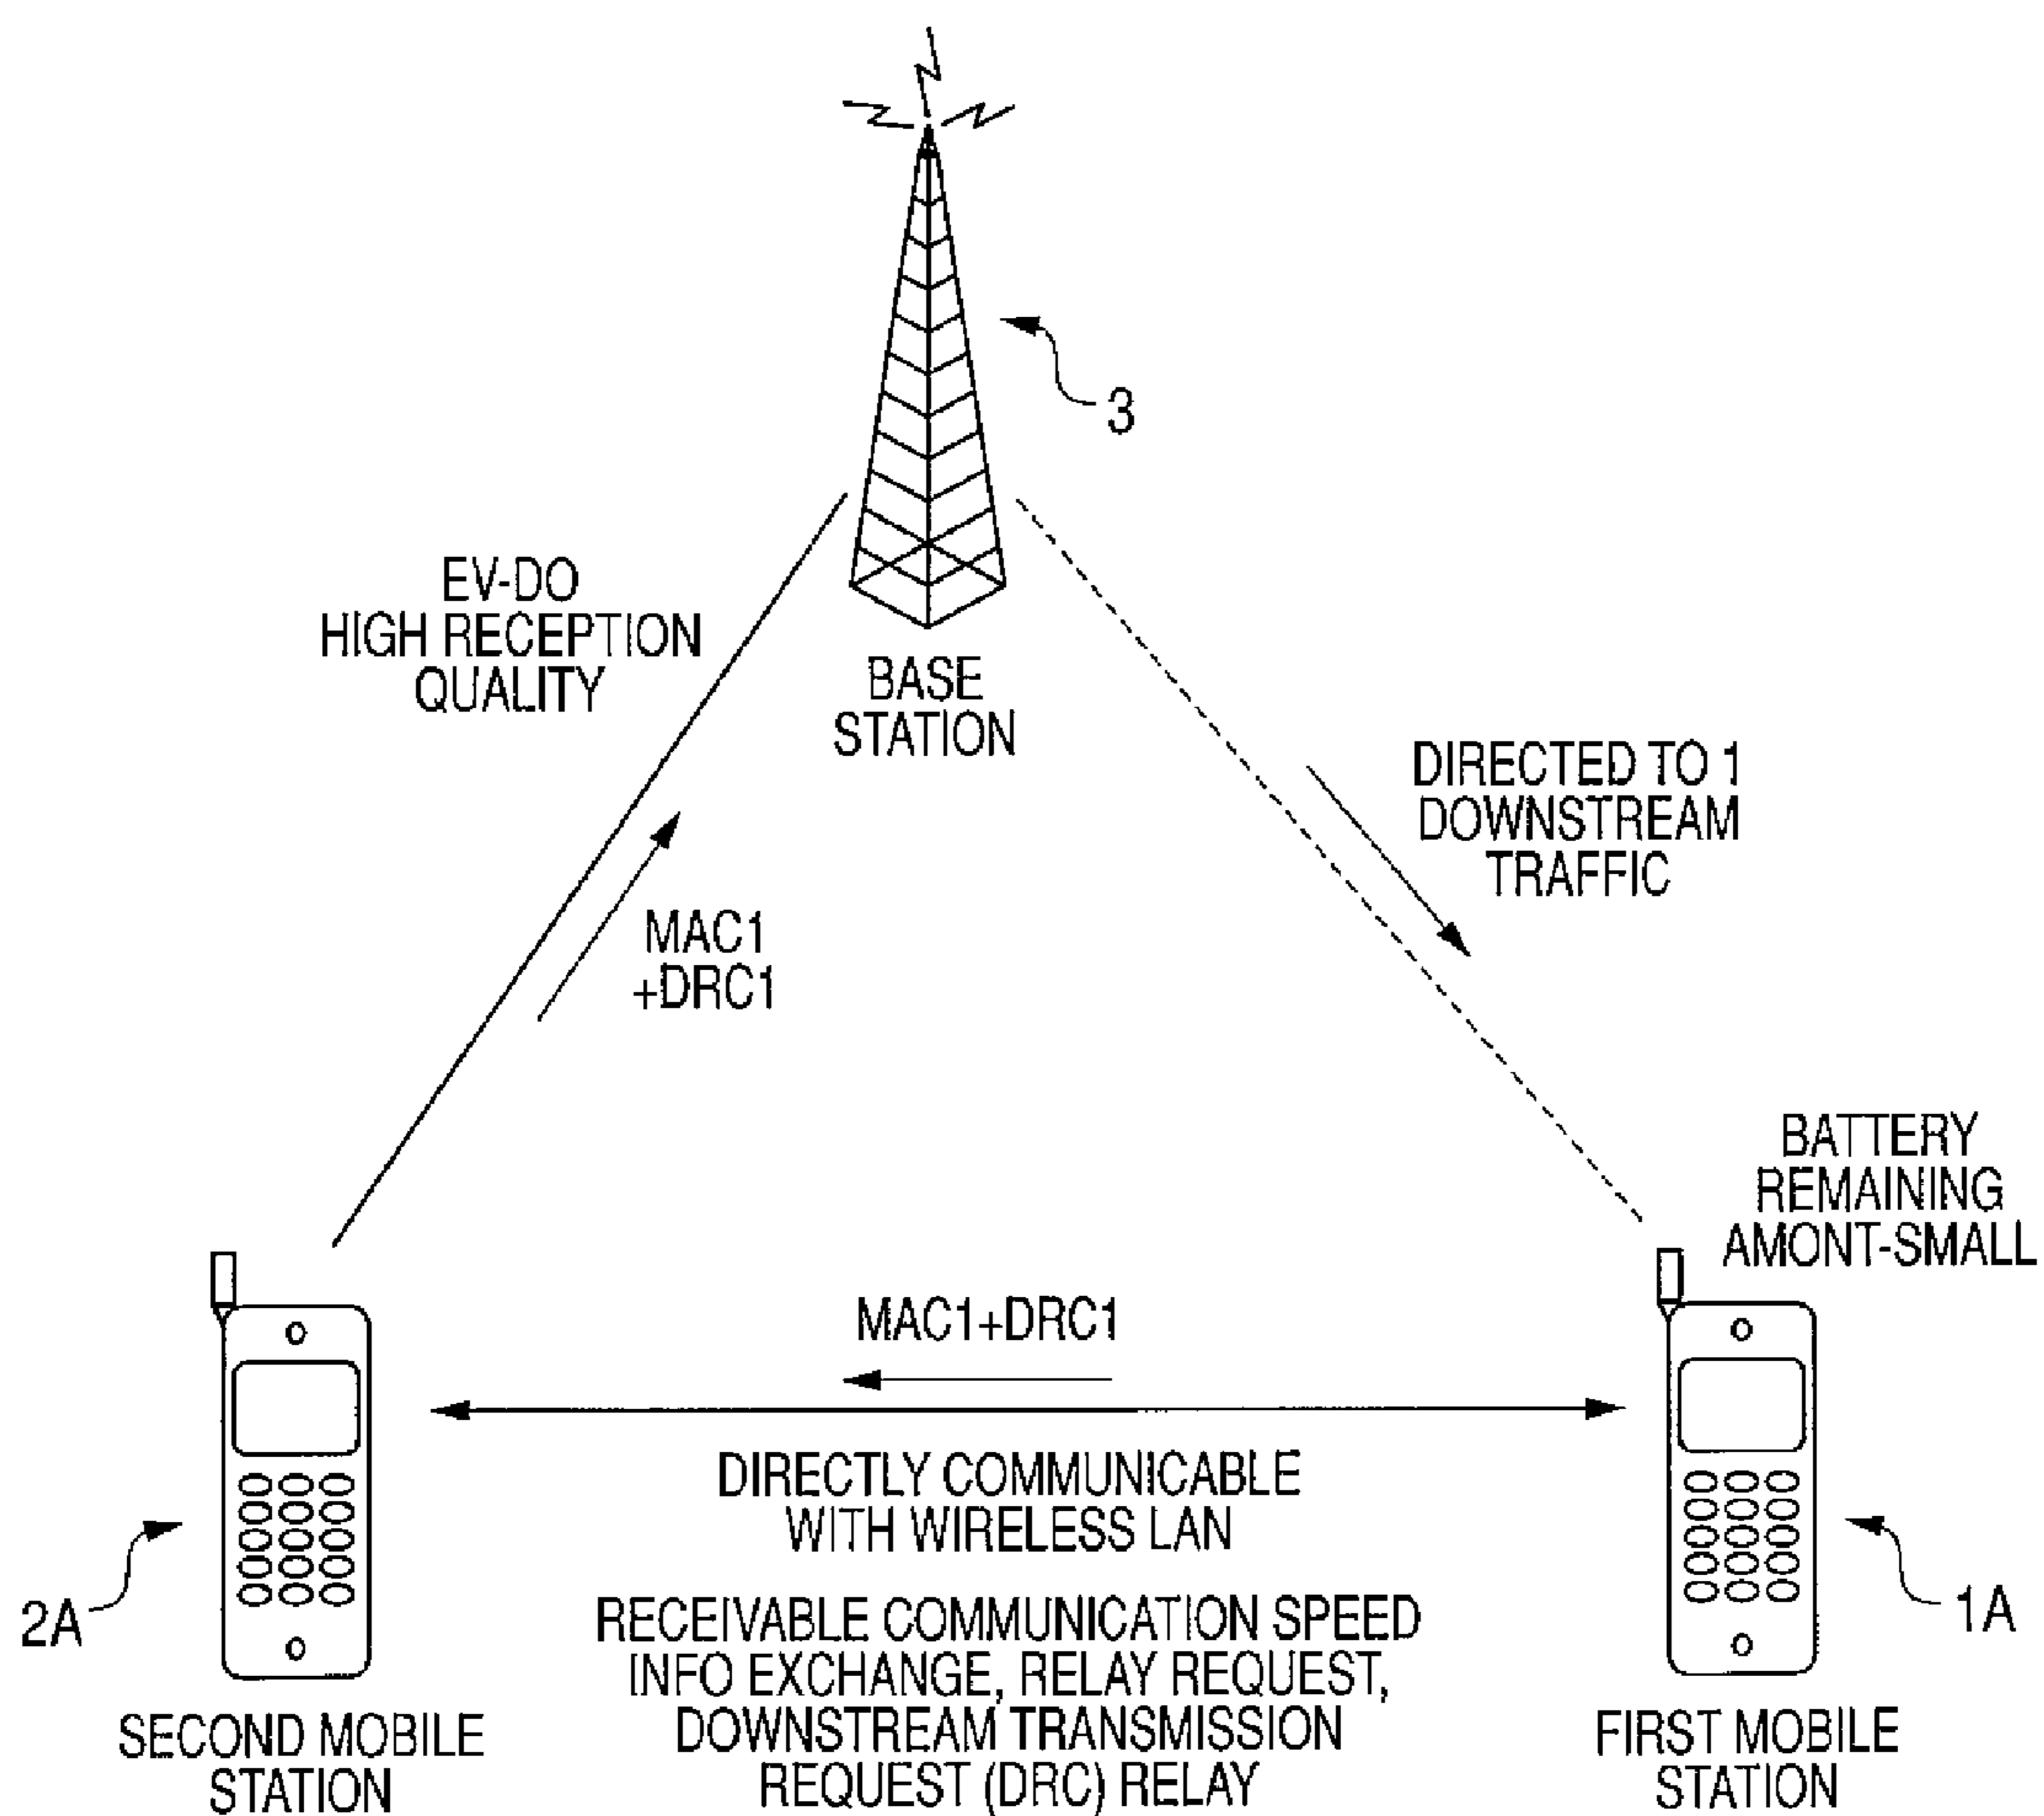 3
EV-DO
HIGH RECEPTION
QUALITY
BASE
STATION
DIRECTED TO 1
DOWNSTREAM
TRAFFIC
MAC1
+DRC1
BATTERY
REMAINING
AMONT-SMALL
MAC1+DRC1
DIRECTLY COMMUNICABLE
WITH WIRELESS LAN
2A
1A
RECEIVABLE COMMUNICATION SPEED
INFO EXCHANGE, RELAY REQUEST,
DOWNSTREAM TRANSMISSION
REQUEST (DRC) RELAY
SECOND MOBILE
STATION
FIRST MOBILE
STATION